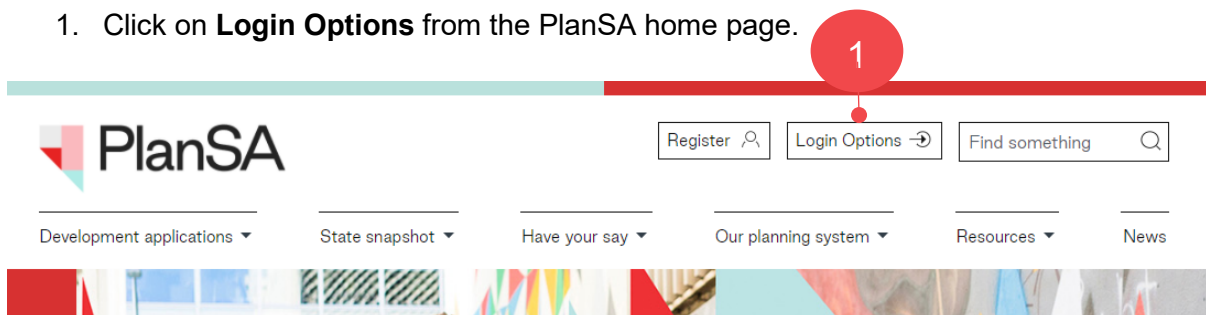 1. Click on Login Options from the PlanSA home page.
1
PlanSA
Register
Login Options
Find something
Development applications
State snapshot
Have your say
Our planning system
Resources
News